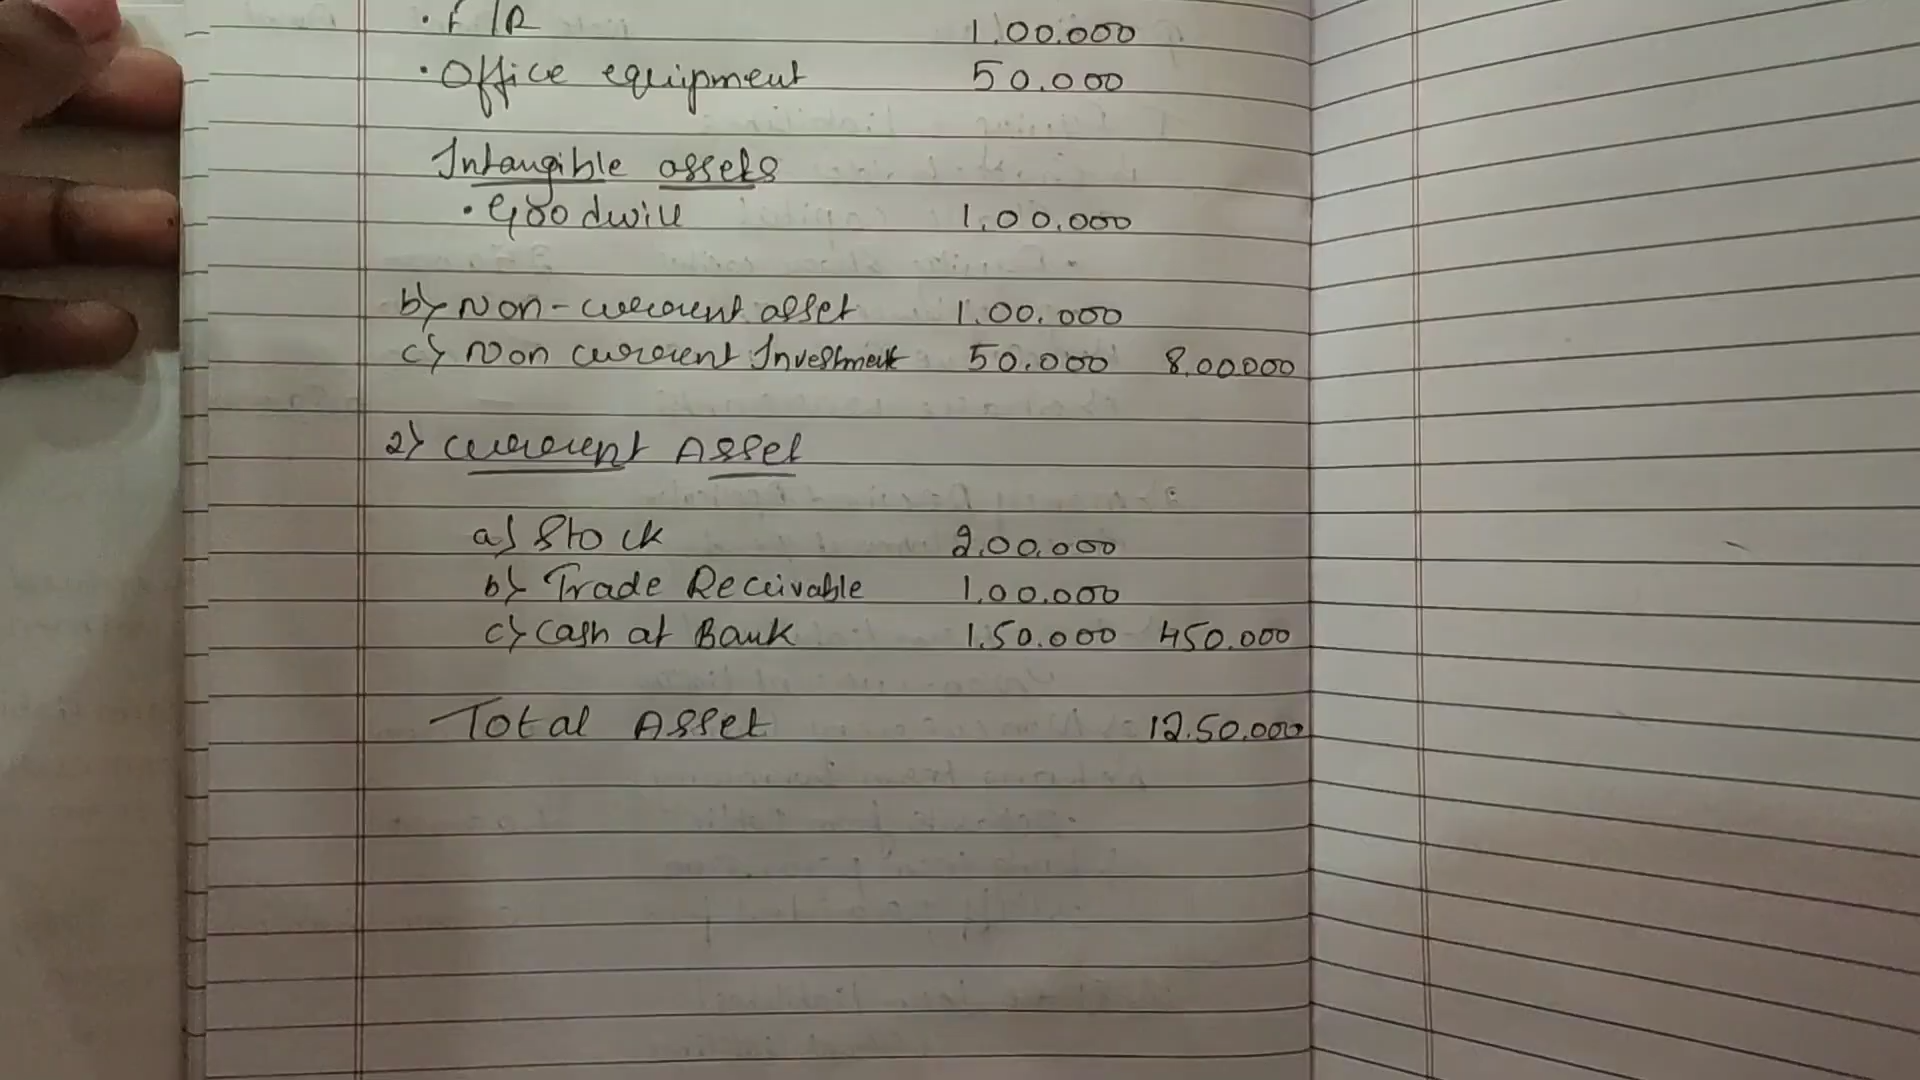 · F/R 1,00.000
· Office equipment 50.000
Intangible assets
· Goodwill 1,00.000
b) Non-current asset 1.00.000
c) Non current Investment 50.000 8,00000
2) Current Asset
a) Stock 2,00,000
b) Trade Receivable 1,00.000
c) Cash at Bank 1,50.000 450.000
Total Asset 12.50.000